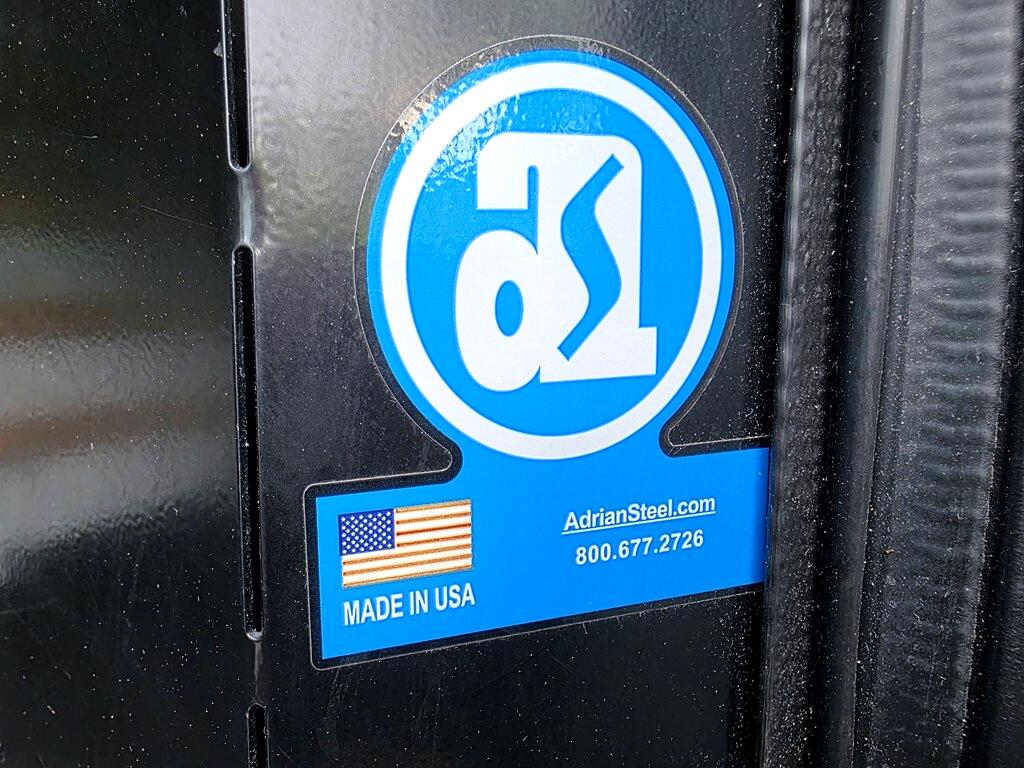 AdrianSteel.com
800.677.2726
MADE IN USA